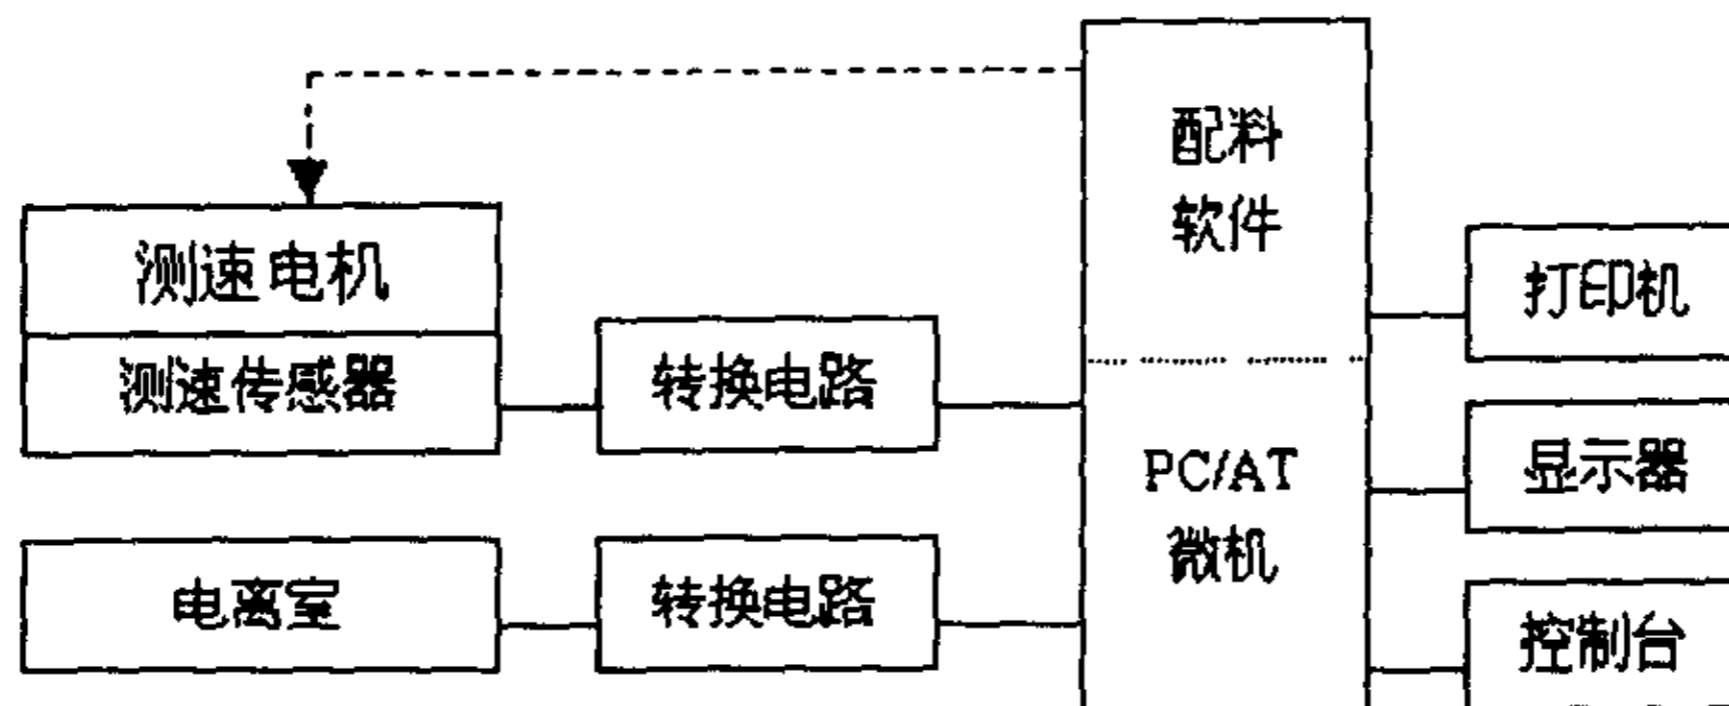 配料
软件
测速电机
打印机
测速传感器
转换电路
PC/AT
微机
显示器
电离室
转换电路
控制台